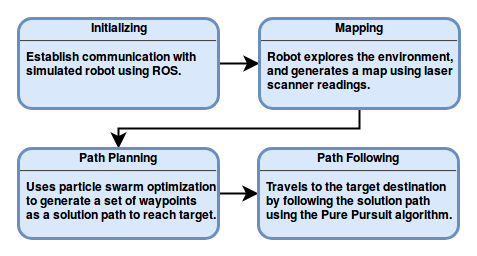 Initializing
Establish communication with
simulated robot using ROS.
Mapping
Robot explores the environment,
and generates a map using laser
scanner readings.
Path Planning
Uses particle swarm optimization
to generate a set of waypoints
as a solution path to reach target.
Path Following
Travels to the target destination
by following the solution path
using the Pure Pursuit algorithm.